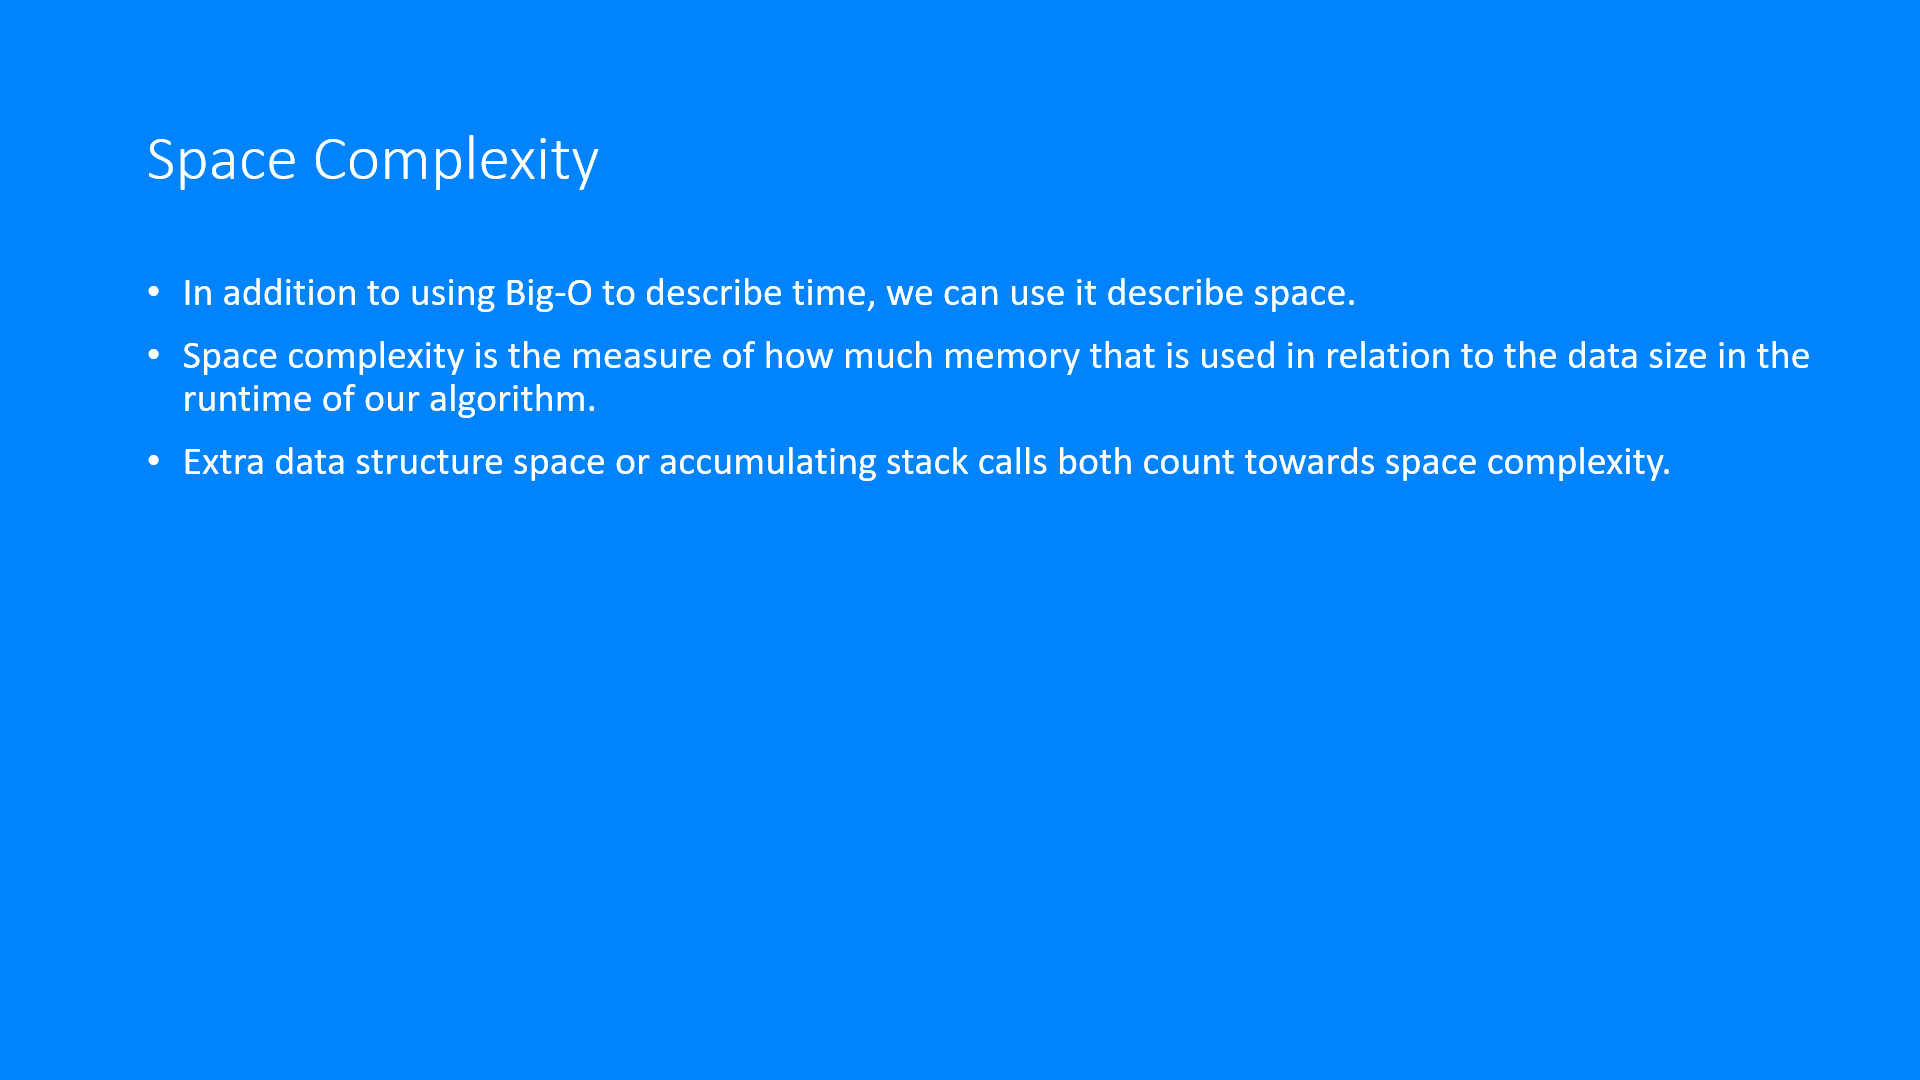 Space Complexity
• In addition to using Big-O to describe time, we can use it describe space.
• Space complexity is the measure of how much memory that is used in relation to the data size in the
runtime of our algorithm.
• Extra data structure space or accumulating stack calls both count towards space complexity.